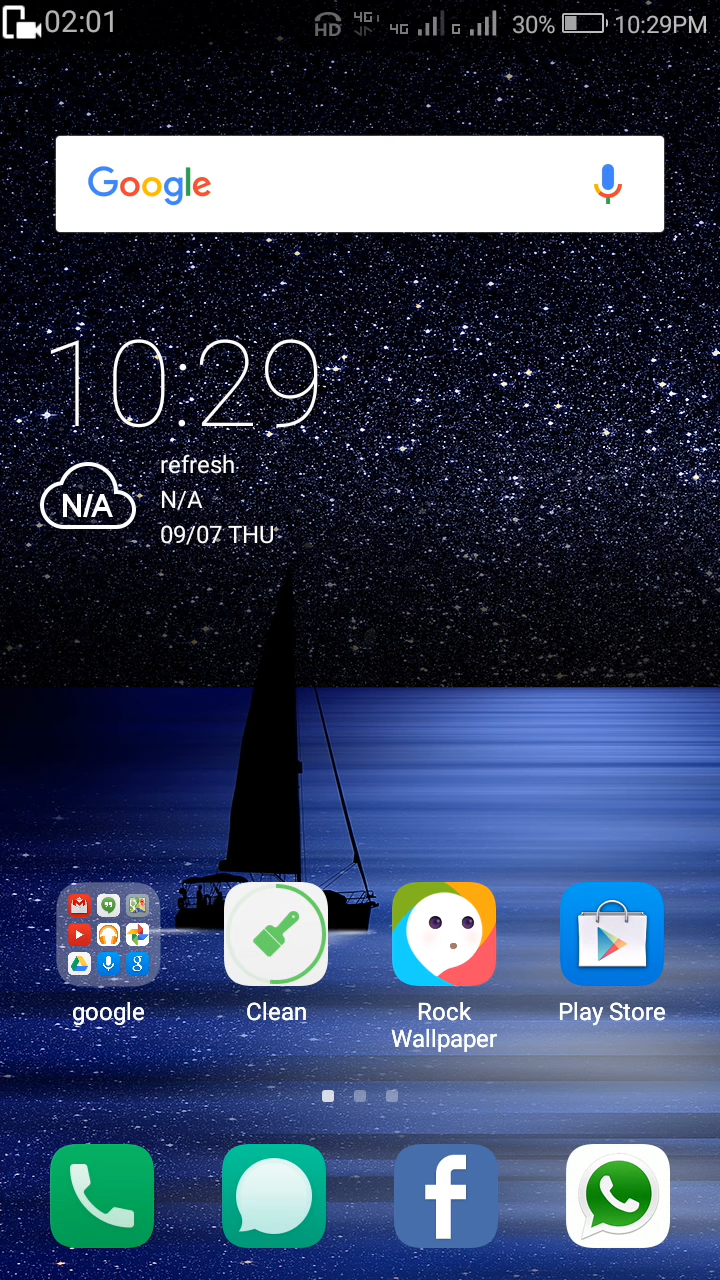 02:01 HD 4G 4G G 30% 10:29PM
Google
10:29
N/A
refresh
N/A
09/07 THU
google Clean Rock Wallpaper Play Store